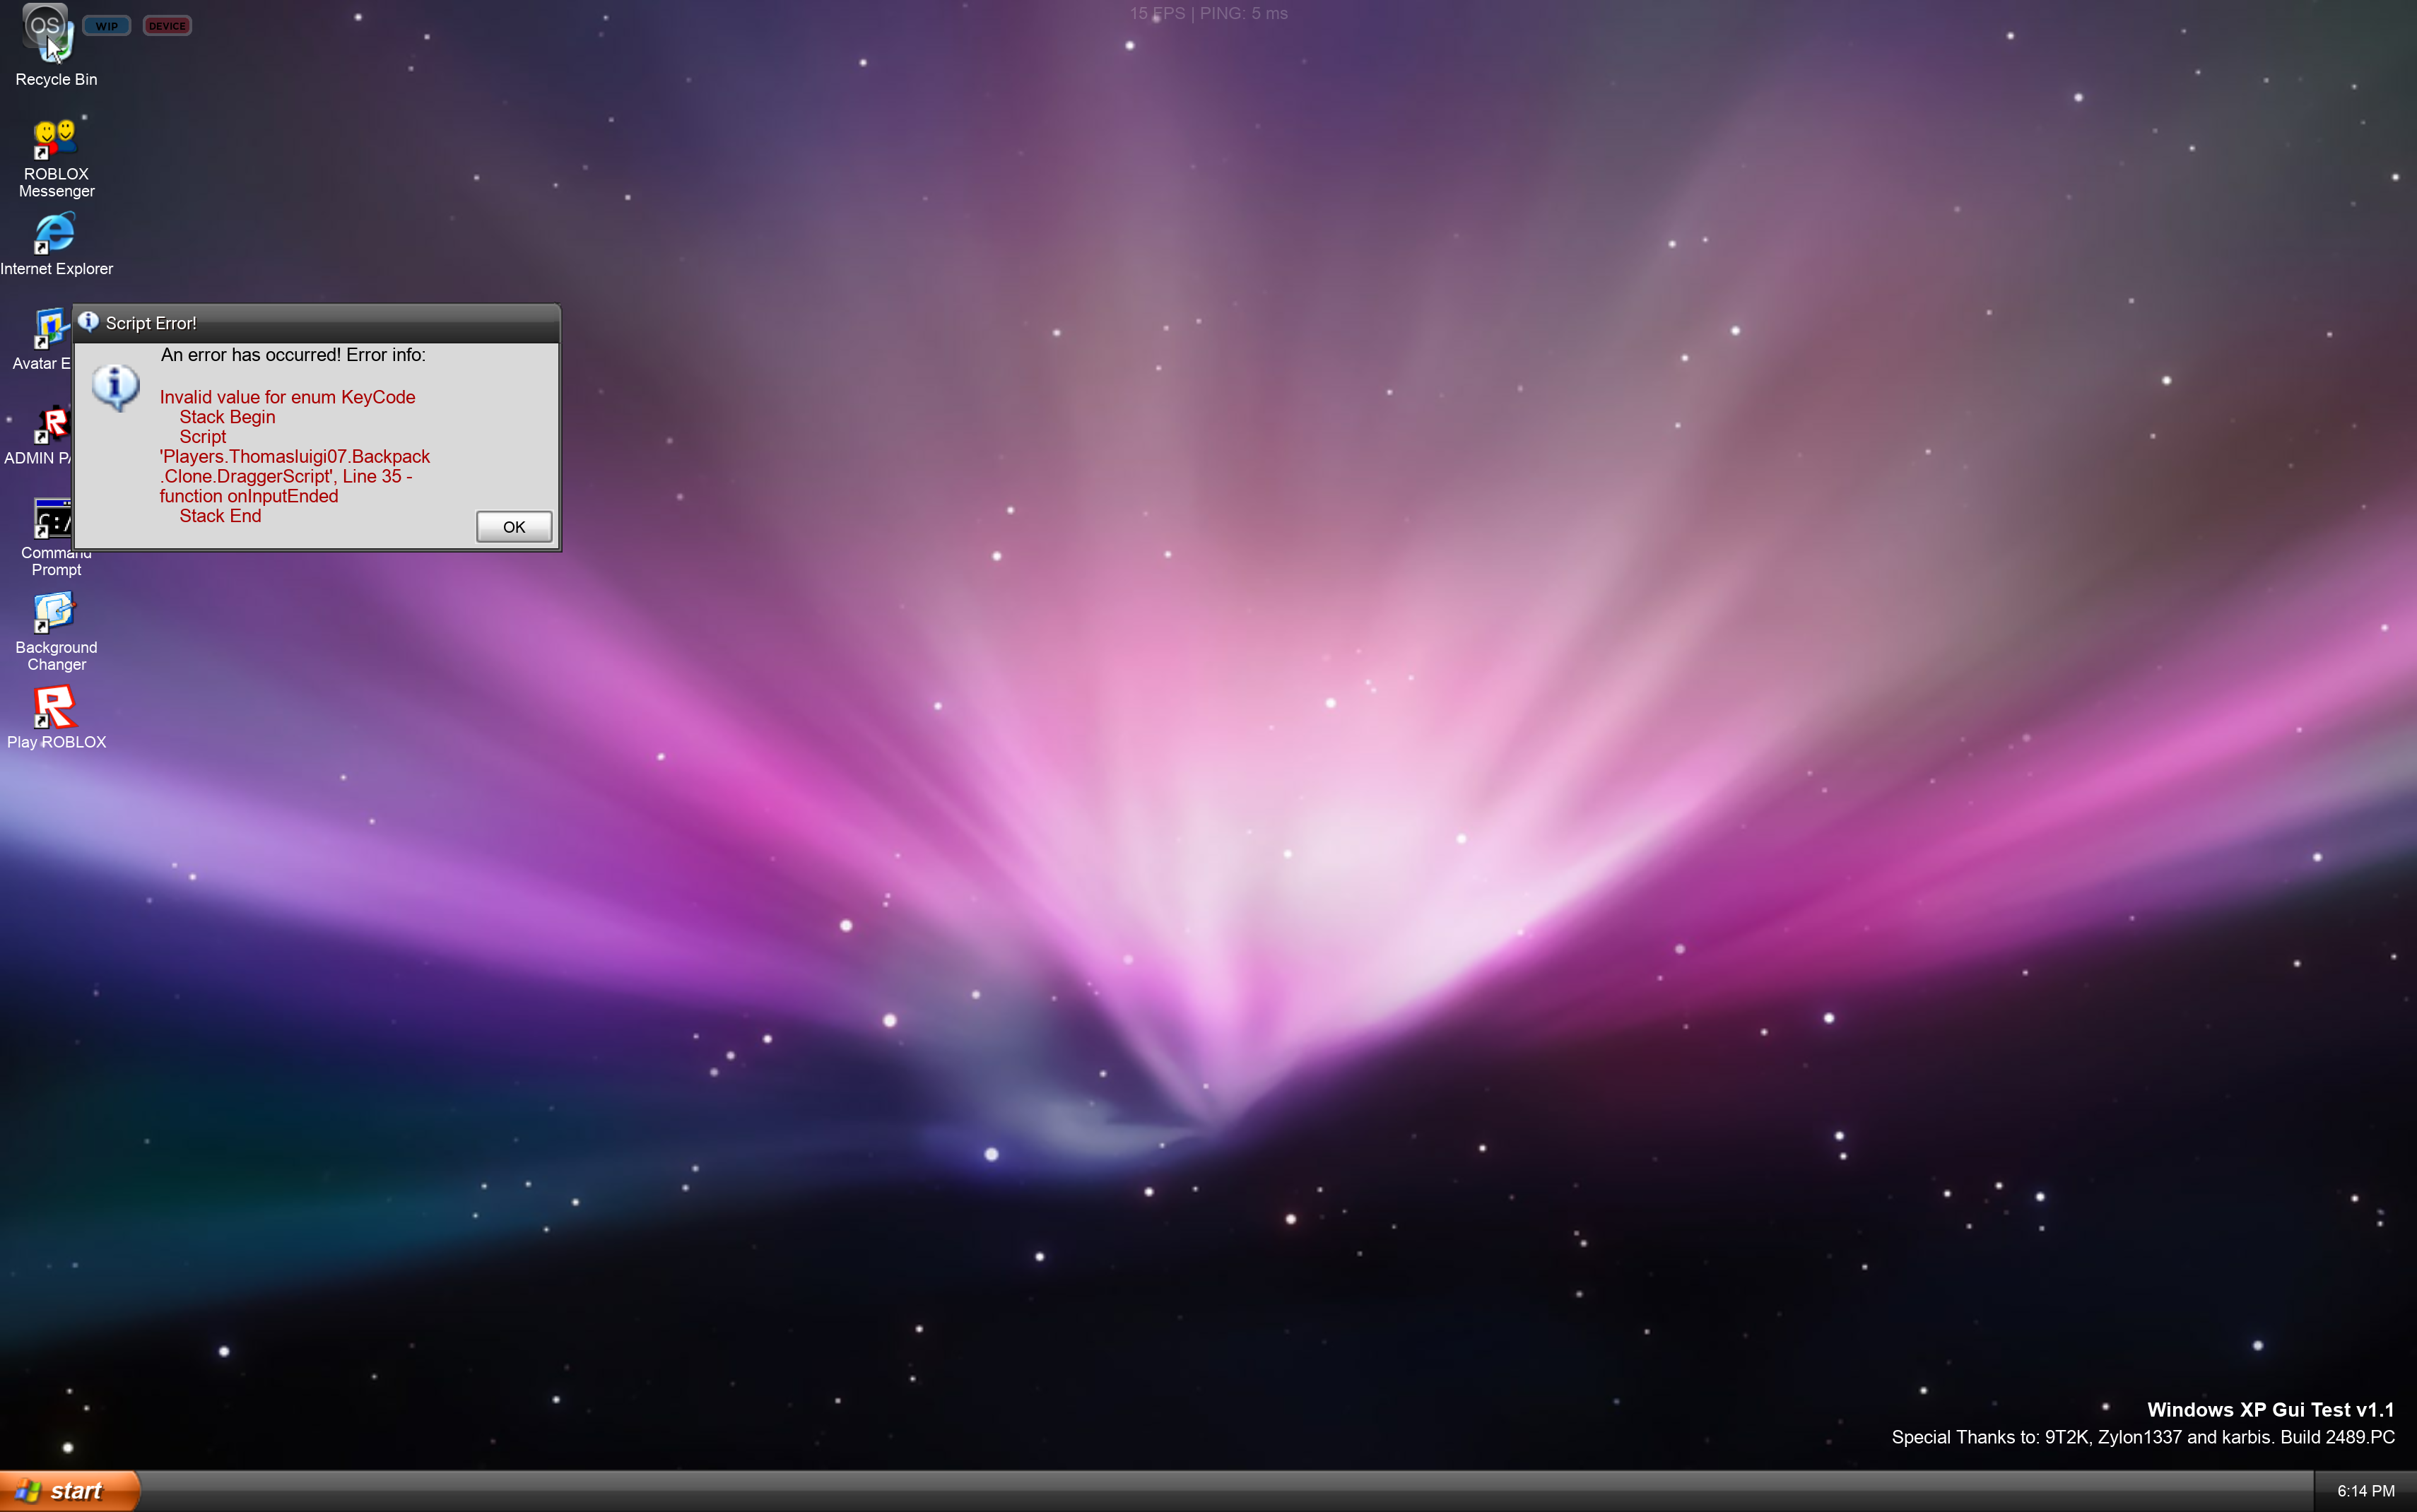 OS
WIP
DEVICE
15 FPS | PING: 5 ms
Recycle Bin
ROBLOX
Messenger
Internet Explorer
Avatar E
ADMIN PA
C:/
Command
Prompt
Background
Changer
Play ROBLOX
Script Error!
An error has occurred! Error info:
Invalid value for enum KeyCode
Stack Begin
Script
'Players.Thomasluigi07.Backpack
.Clone.DraggerScript', Line 35 -
function onInputEnded
Stack End
OK
Windows XP Gui Test v1.1
Special Thanks to: 9T2K, Zylon1337 and karbis. Build 2489.PC
start
6:14 PM